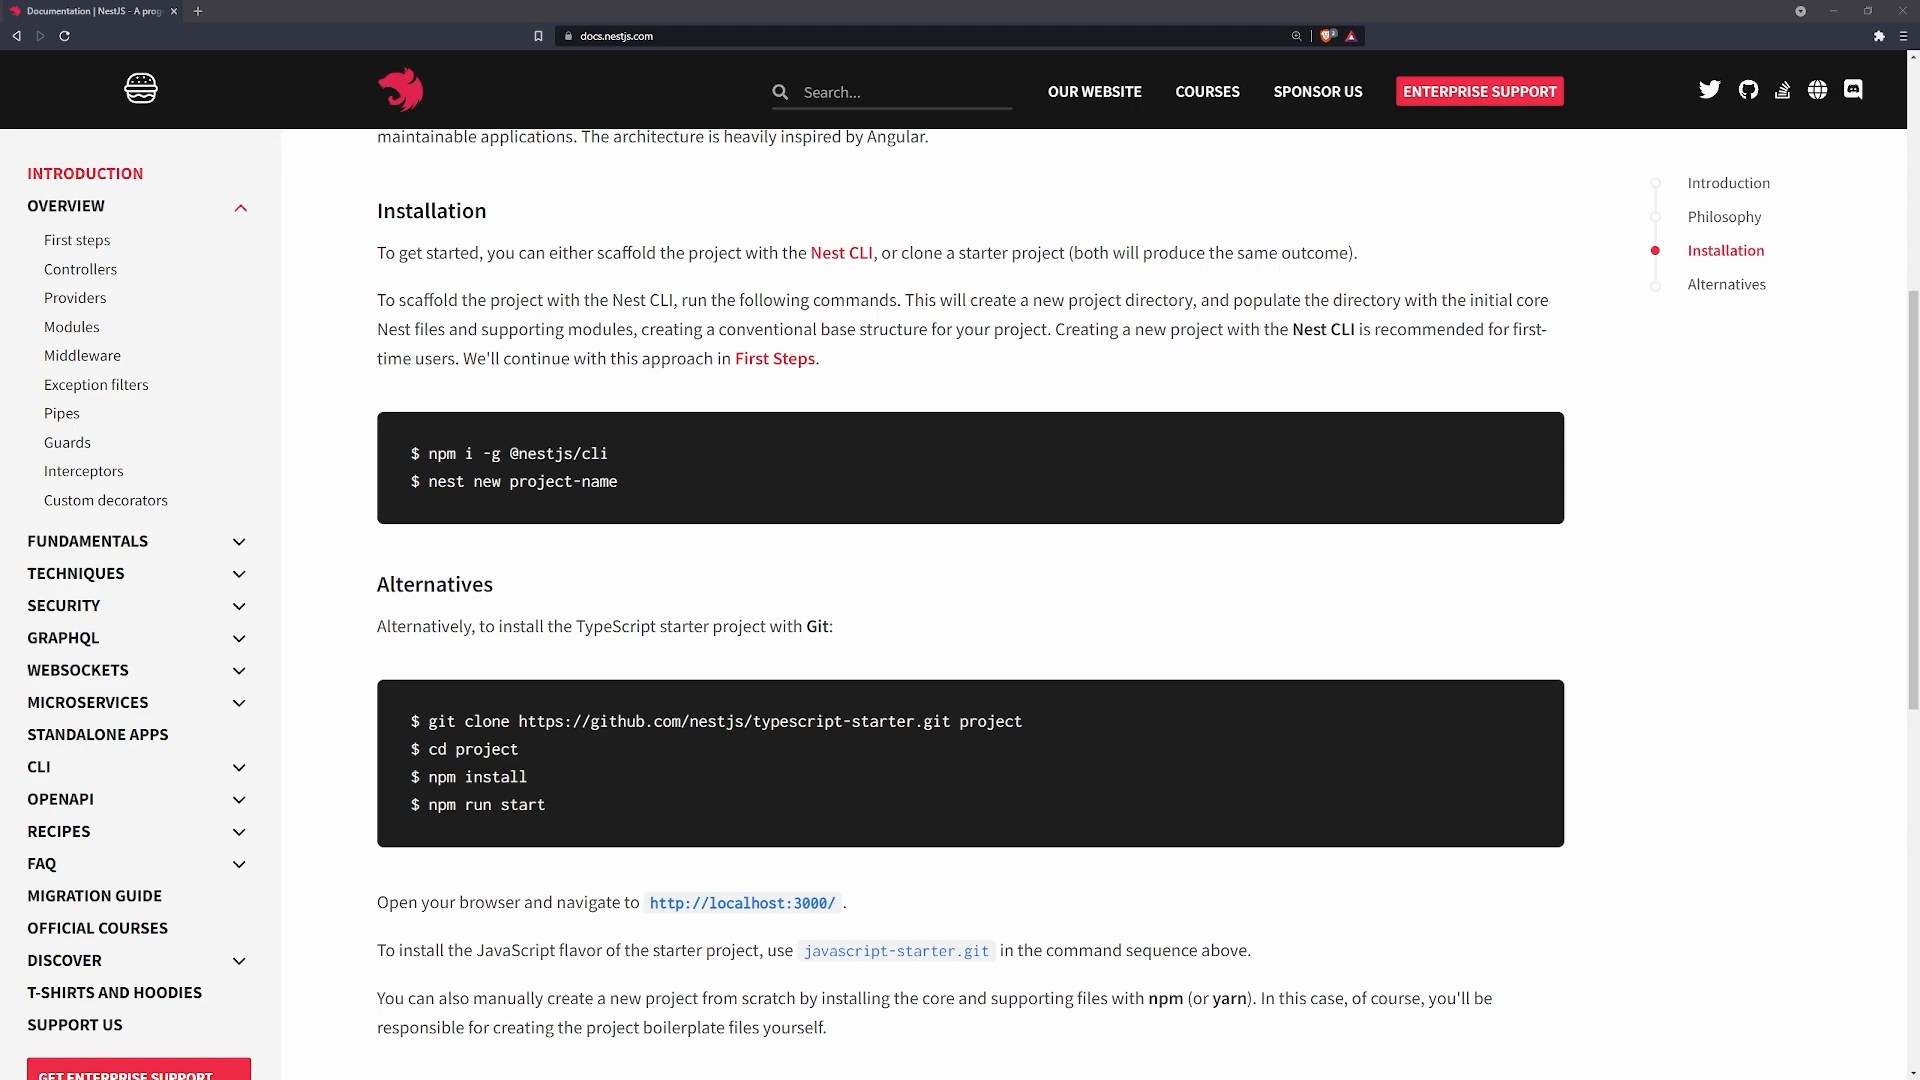 Documentation | NestJS - A prog
docs.nestjs.com
2
Search...
OUR WEBSITE
COURSES
SPONSOR US
ENTERPRISE SUPPORT
INTRODUCTION
OVERVIEW
First steps
Controllers
Providers
Modules
Middleware
Exception filters
Pipes
Guards
Interceptors
Custom decorators
FUNDAMENTALS
TECHNIQUES
SECURITY
GRAPHQL
WEBSOCKETS
MICROSERVICES
STANDALONE APPS
CLI
OPENAPI
RECIPES
FAQ
MIGRATION GUIDE
OFFICIAL COURSES
DISCOVER
T-SHIRTS AND HOODIES
SUPPORT US
GET ENTERPRISE SUPPORT
maintainable applications. The architecture is heavily inspired by Angular.
Installation
To get started, you can either scaffold the project with the Nest CLI, or clone a starter project (both will produce the same outcome).
To scaffold the project with the Nest CLI, run the following commands. This will create a new project directory, and populate the directory with the initial core
Nest files and supporting modules, creating a conventional base structure for your project. Creating a new project with the Nest CLI is recommended for first-
time users. We'll continue with this approach in First Steps.
$ npm i -g @nestjs/cli
$ nest new project-name
Alternatives
Alternatively, to install the TypeScript starter project with Git:
$ git clone https://github.com/nestjs/typescript-starter.git project
$ cd project
$ npm install
$ npm run start
Open your browser and navigate to http://localhost:3000/ .
To install the JavaScript flavor of the starter project, use javascript-starter.git in the command sequence above.
You can also manually create a new project from scratch by installing the core and supporting files with npm (or yarn). In this case, of course, you'll be
responsible for creating the project boilerplate files yourself.
Introduction
Philosophy
Installation
Alternatives